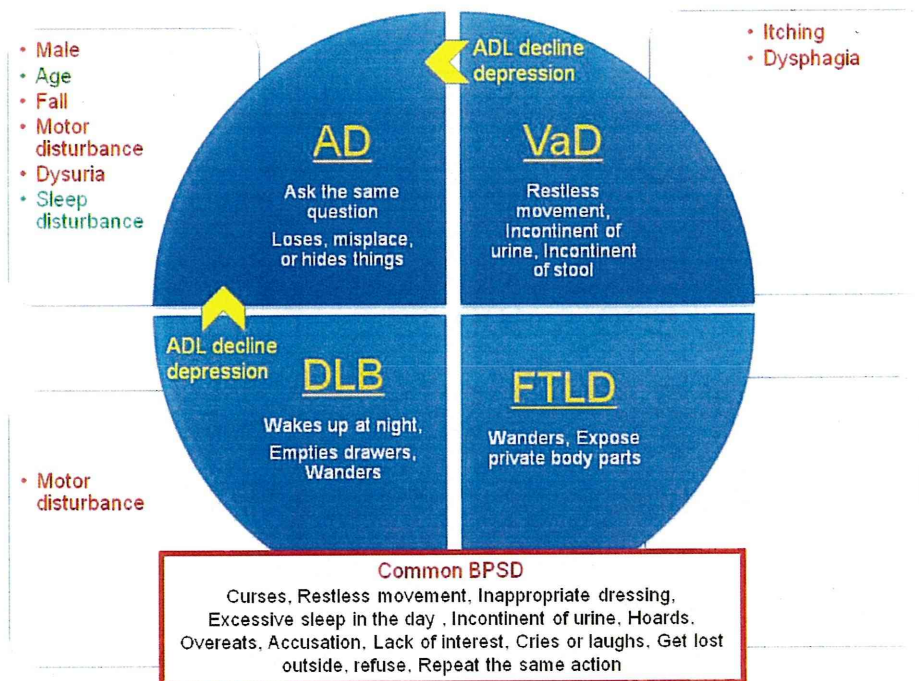 • Male
• Age
• Fall
• Motor
disturbance
• Dysuria
• Sleep
disturbance
ADL decline
depression
• Itching
• Dysphagia
AD
Ask the same
question
Loses, misplace,
or hides things
VaD
Restless
movement,
Incontinent of
urine, Incontinent
of stool
ADL decline
depression
DLB
Wakes up at night,
Empties drawers,
Wanders
FTLD
Wanders, Expose
private body parts
• Motor
disturbance
Common BPSD
Curses, Restless movement, Inappropriate dressing,
Excessive sleep in the day , Incontinent of urine, Hoards,
Overeats, Accusation, Lack of interest, Cries or laughs, Get lost
outside, refuse, Repeat the same action